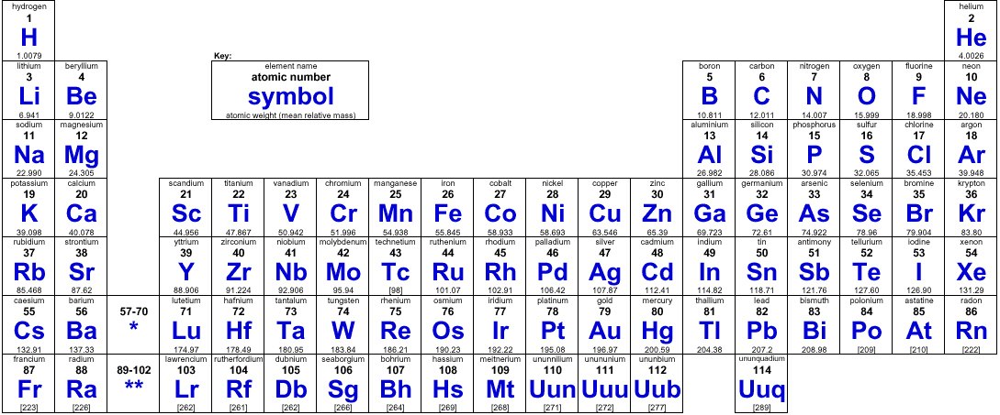 hydrogen helium
1 2
H He
1.0079 Key: 4.0026
lithium beryllium element name boron carbon nitrogen oxygen fluorine neon
3 4 atomic number 5 6 7 8 9 10
Li Be symbol B C N O F Ne
6.941 9.0122 atomic weight (mean relative mass) 10.811 12.011 14.007 15.999 18.998 20.180
sodium magnesium aluminium silicon phosphorus sulfur chlorine argon
11 12 13 14 15 16 17 18
Na Mg Al Si P S Cl Ar
22.990 24.305 26.982 28.086 30.974 32.065 35.453 39.948
potassium calcium scandium titanium vanadium chromium manganese iron cobalt nickel copper zinc gallium germanium arsenic selenium bromine krypton
19 20 21 22 23 24 25 26 27 28 29 30 31 32 33 34 35 36
K Ca Sc Ti V Cr Mn Fe Co Ni Cu Zn Ga Ge As Se Br Kr
39.098 40.078 44.956 47.867 50.942 51.996 54.938 55.845 58.933 58.693 63.546 65.39 69.723 72.61 74.922 78.96 79.904 83.80
rubidium strontium yttrium zirconium niobium molybdenum technetium ruthenium rhodium palladium silver cadmium indium tin antimony tellurium iodine xenon
37 38 39 40 41 42 43 44 45 46 47 48 49 50 51 52 53 54
Rb Sr Y Zr Nb Mo Tc Ru Rh Pd Ag Cd In Sn Sb Te I Xe
85.468 87.62 88.906 91.224 92.906 95.94 [98] 101.07 102.91 106.42 107.87 112.41 114.82 118.71 121.76 127.60 126.90 131.29
caesium barium lutetium hafnium tantalum tungsten rhenium osmium iridium platinum gold mercury thallium lead bismuth polonium astatine radon
55 56 57-70 71 72 73 74 75 76 77 78 79 80 81 82 83 84 85 86
Cs Ba * Lu Hf Ta W Re Os Ir Pt Au Hg Tl Pb Bi Po At Rn
132.91 137.33 174.97 178.49 180.95 183.84 186.21 190.23 192.22 195.08 196.97 200.59 204.38 207.2 208.98 [209] [210] [222]
francium radium lawrencium rutherfordium dubnium seaborgium bohrium hassium meitnerium ununnilium unununium ununbium ununquadium
87 88 89-102 103 104 105 106 107 108 109 110 111 112 114
Fr Ra ** Lr Rf Db Sg Bh Hs Mt Uun Uuu Uub Uuq
[223] [226] [262] [261] [262] [266] [264] [269] [268] [271] [272] [277] [289]